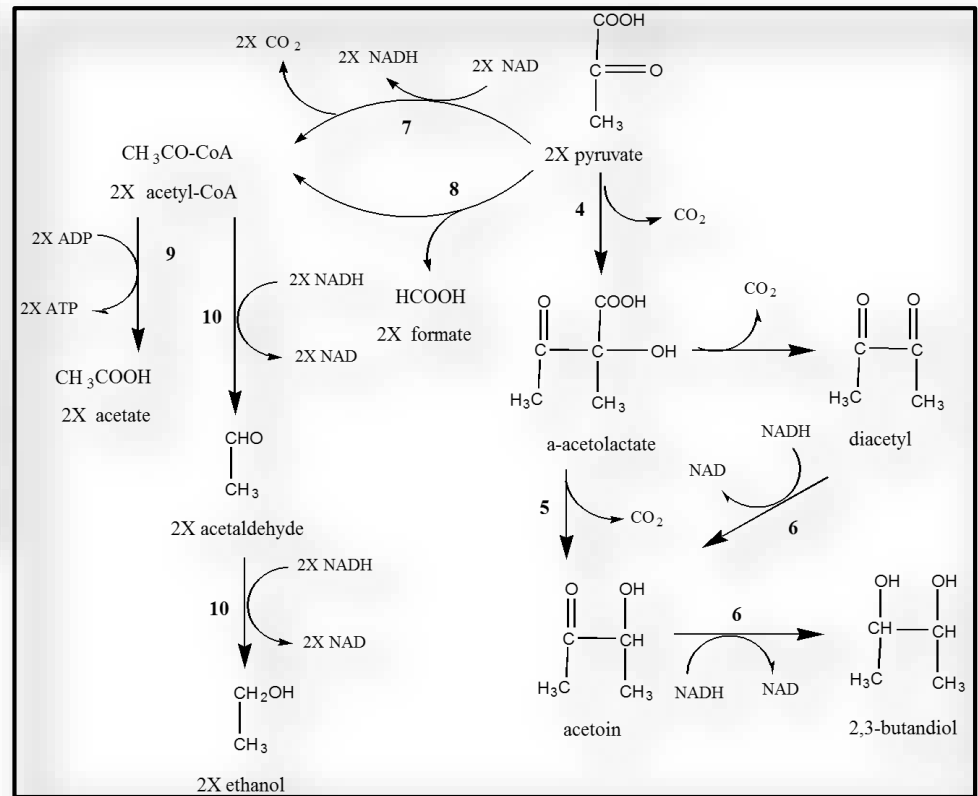 COOH
C
O
CH3
2X pyruvate
2X CO2
2X NADH
2X NAD
7
CH3CO-CoA
2X acetyl-CoA
8
HCOOH
2X formate
4
CO2
2X ADP
9
2X ATP
CH3COOH
2X acetate
10
2X NADH
2X NAD
CHO
CH3
2X acetaldehyde
10
2X NADH
2X NAD
CH2OH
CH3
2X ethanol
O
COOH
C
C
OH
H3C
CH3
a-acetolactate
CO2
O
O
C
C
H3C
CH3
diacetyl
NADH
NAD
6
5
CO2
O
OH
C
CH
H3C
CH3
acetoin
6
NADH
NAD
OH
OH
CH
CH
H3C
CH3
2,3-butandiol